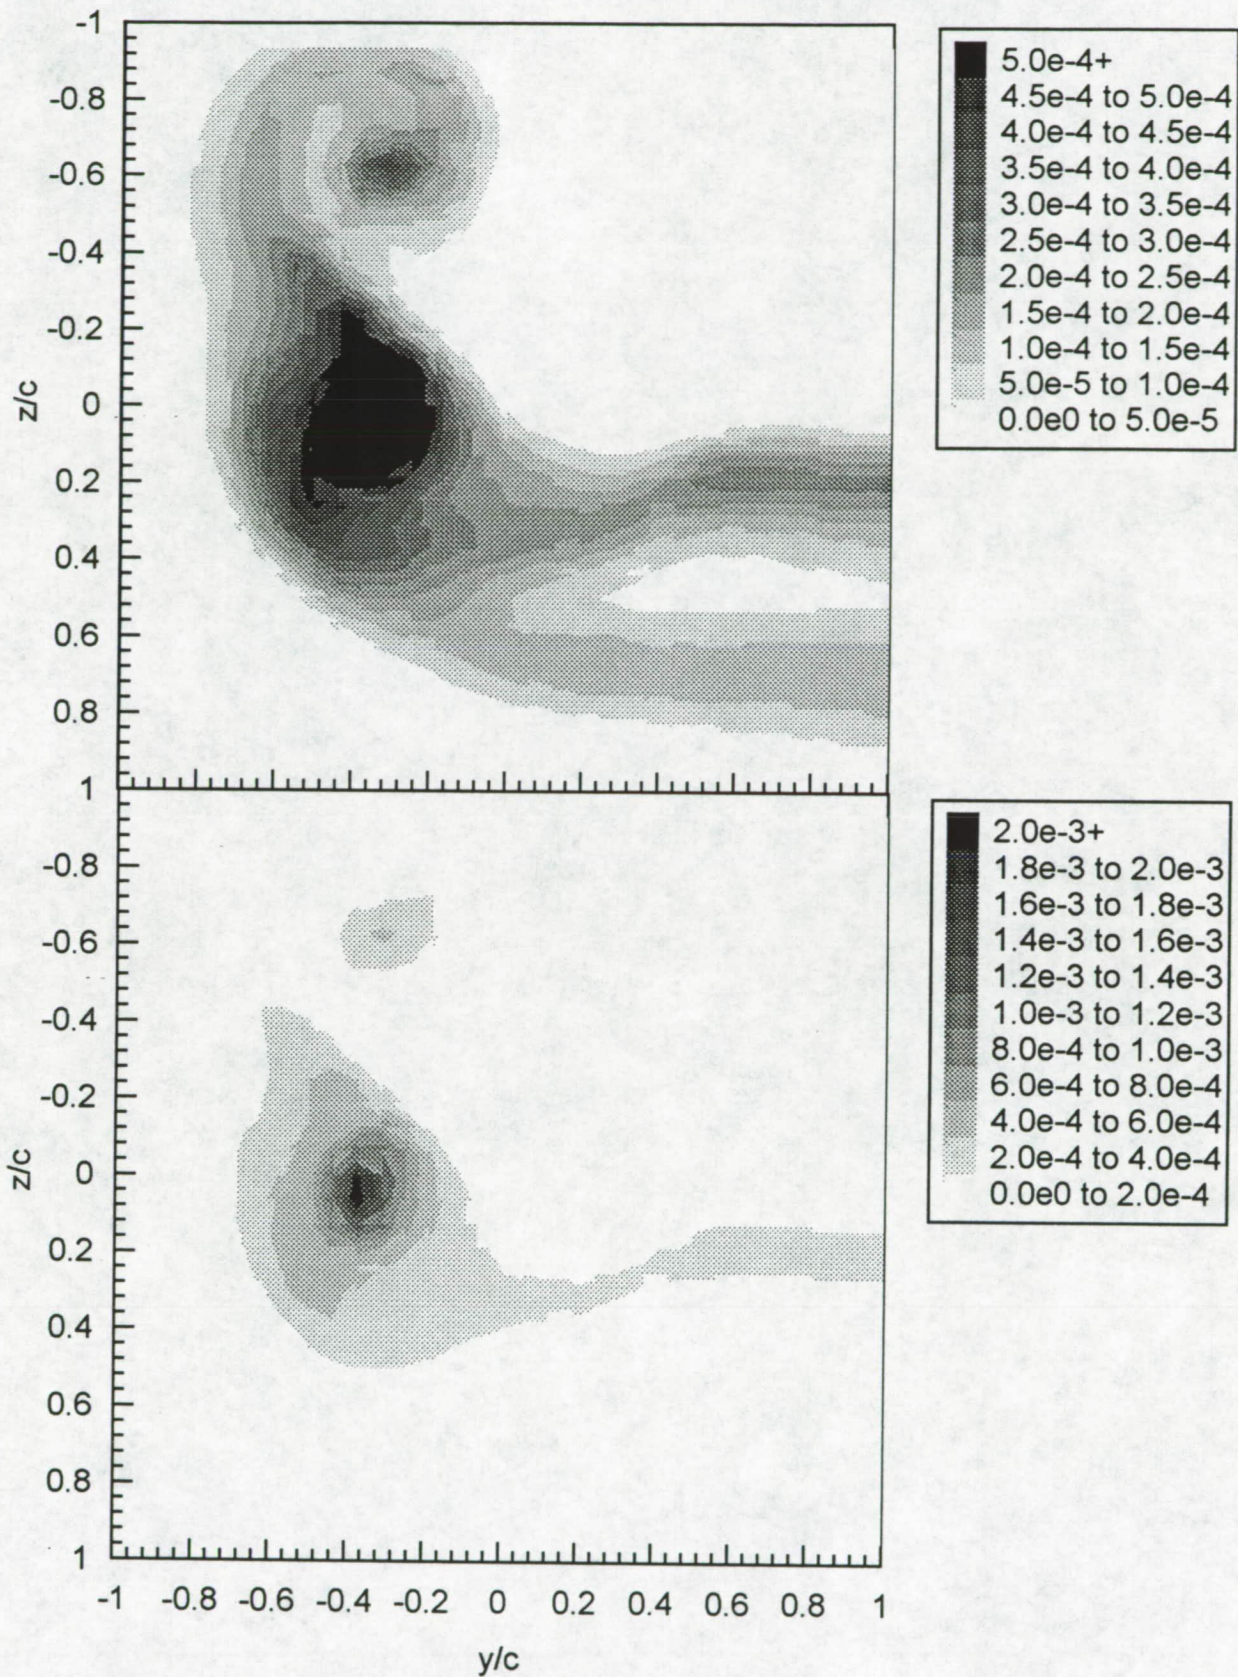 -1
-0.8
-0.6
-0.4
-0.2
0
0.2
0.4
0.6
0.8
1
z/c
5.0e-4+
4.5e-4 to 5.0e-4
4.0e-4 to 4.5e-4
3.5e-4 to 4.0e-4
3.0e-4 to 3.5e-4
2.5e-4 to 3.0e-4
2.0e-4 to 2.5e-4
1.5e-4 to 2.0e-4
1.0e-4 to 1.5e-4
5.0e-5 to 1.0e-4
0.0e0 to 5.0e-5
-0.8
-0.6
-0.4
-0.2
0
0.2
0.4
0.6
0.8
1
z/c
2.0e-3+
1.8e-3 to 2.0e-3
1.6e-3 to 1.8e-3
1.4e-3 to 1.6e-3
1.2e-3 to 1.4e-3
1.0e-3 to 1.2e-3
8.0e-4 to 1.0e-3
6.0e-4 to 8.0e-4
4.0e-4 to 6.0e-4
2.0e-4 to 4.0e-4
0.0e0 to 2.0e-4
-1 -0.8 -0.6 -0.4 -0.2 0 0.2 0.4 0.6 0.8 1
y/c